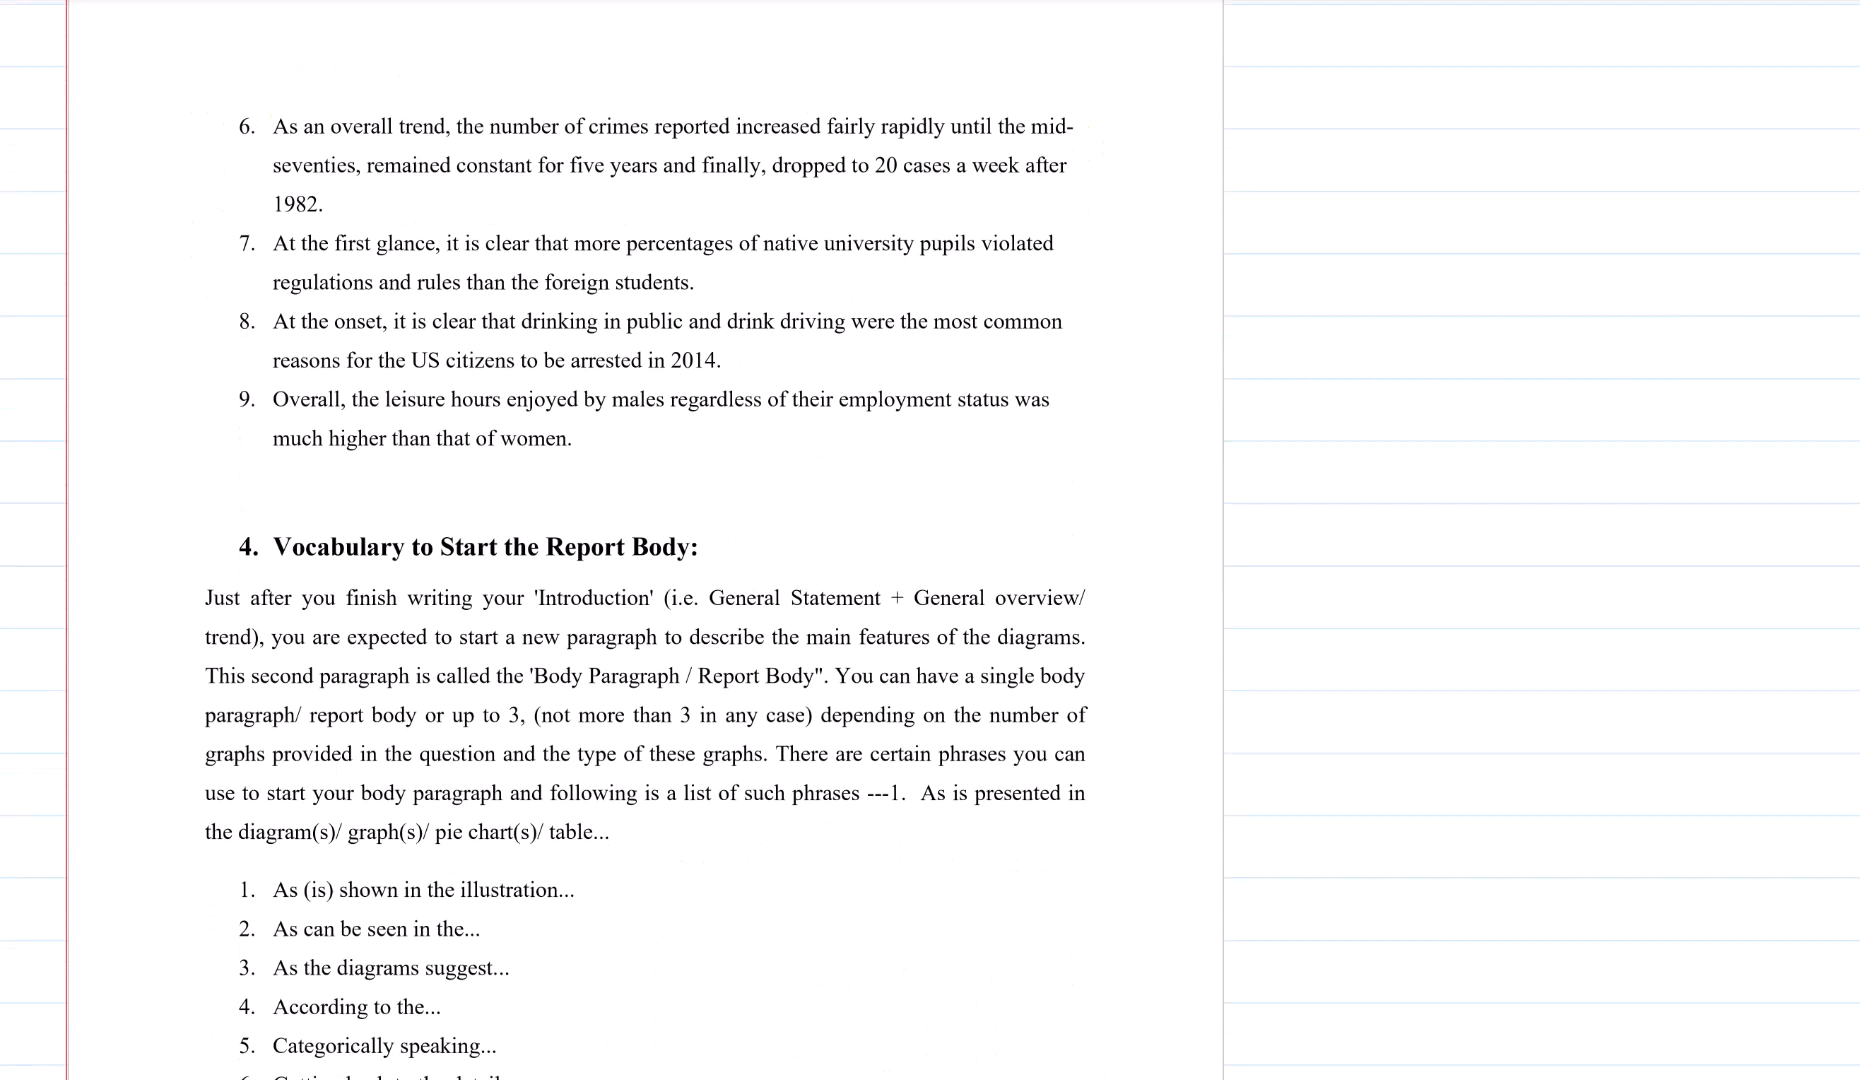 6. As an overall trend, the number of crimes reported increased fairly rapidly until the mid-
seventies, remained constant for five years and finally, dropped to 20 cases a week after
1982.
7. At the first glance, it is clear that more percentages of native university pupils violated
regulations and rules than the foreign students.
8. At the onset, it is clear that drinking in public and drink driving were the most common
reasons for the US citizens to be arrested in 2014.
9. Overall, the leisure hours enjoyed by males regardless of their employment status was
much higher than that of women.
4. Vocabulary to Start the Report Body:
Just after you finish writing your 'Introduction' (i.e. General Statement + General overview/
trend), you are expected to start a new paragraph to describe the main features of the diagrams.
This second paragraph is called the 'Body Paragraph / Report Body". You can have a single body
paragraph/ report body or up to 3, (not more than 3 in any case) depending on the number of
graphs provided in the question and the type of these graphs. There are certain phrases you can
use to start your body paragraph and following is a list of such phrases ---1. As is presented in
the diagram(s)/ graph(s)/ pie chart(s)/ table...
1. As (is) shown in the illustration...
2. As can be seen in the...
3. As the diagrams suggest...
4. According to the...
5. Categorically speaking...